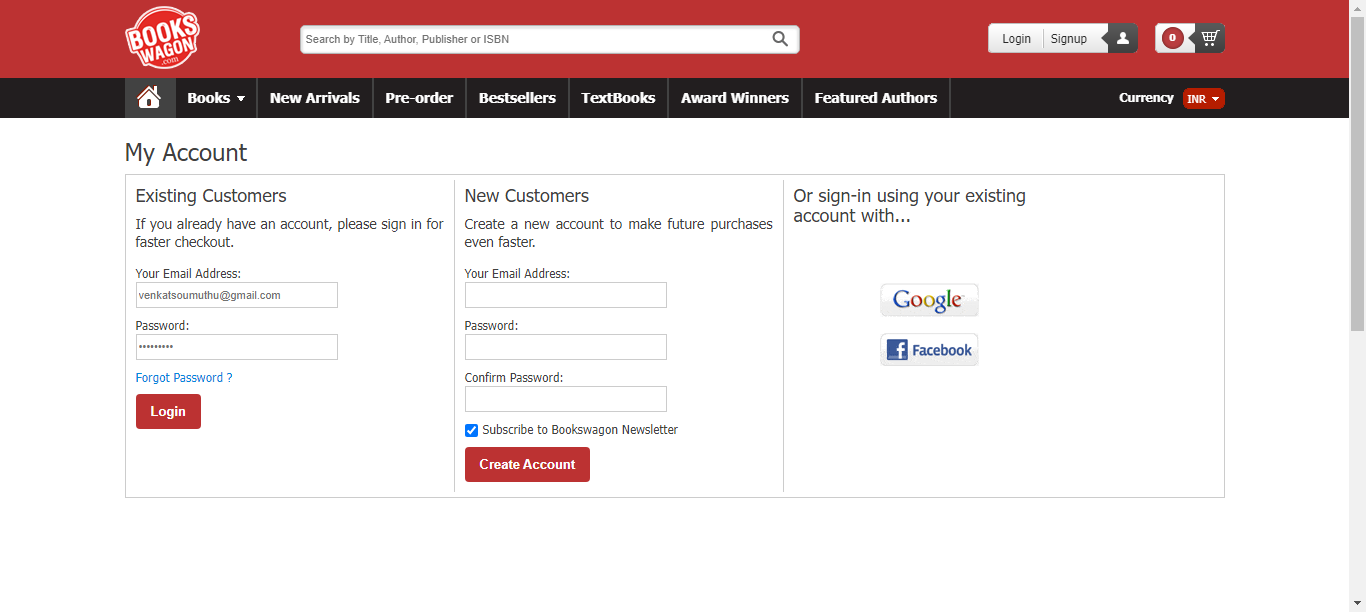 BOOKS
WAGON
.com
Search by Title, Author, Publisher or ISBN
Login
Signup
0
Books
New Arrivals
Pre-order
Bestsellers
TextBooks
Award Winners
Featured Authors
Currency
INR
My Account
Existing Customers
If you already have an account, please sign in for
faster checkout.
Your Email Address:
venkatsoumuthu@gmail.com
Password:
•••••••••
Forgot Password ?
Login
New Customers
Create a new account to make future purchases
even faster.
Your Email Address:
Password:
Confirm Password:
Subscribe to Bookswagon Newsletter
Create Account
Or sign-in using your existing
account with...
Google
f Facebook